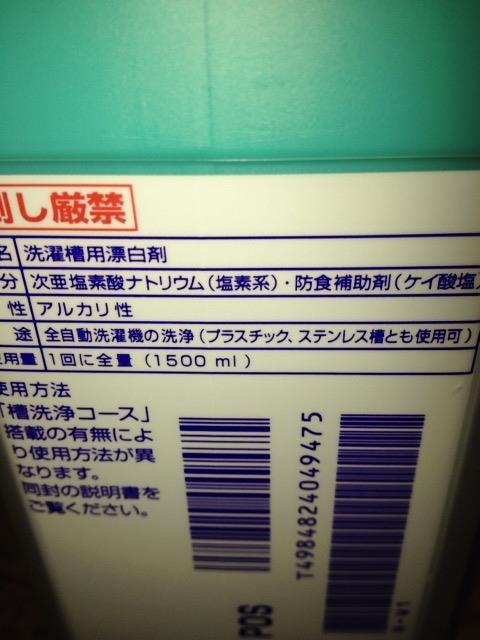 し厳禁
名 洗濯槽用漂白剤
分 次亜塩素酸ナトリウム（塩素系）・防食補助剤（ケイ酸塩）
性 アルカリ性
途 全自動洗濯機の洗浄（プラスチック、ステンレス槽とも使用可）
使用量 1回に全量（1500 ml）
使用方法
「槽洗浄コース」
搭載の有無によ
り使用方法が異
なります。
同封の説明書を
ご覧ください。
T4984824049475
POS